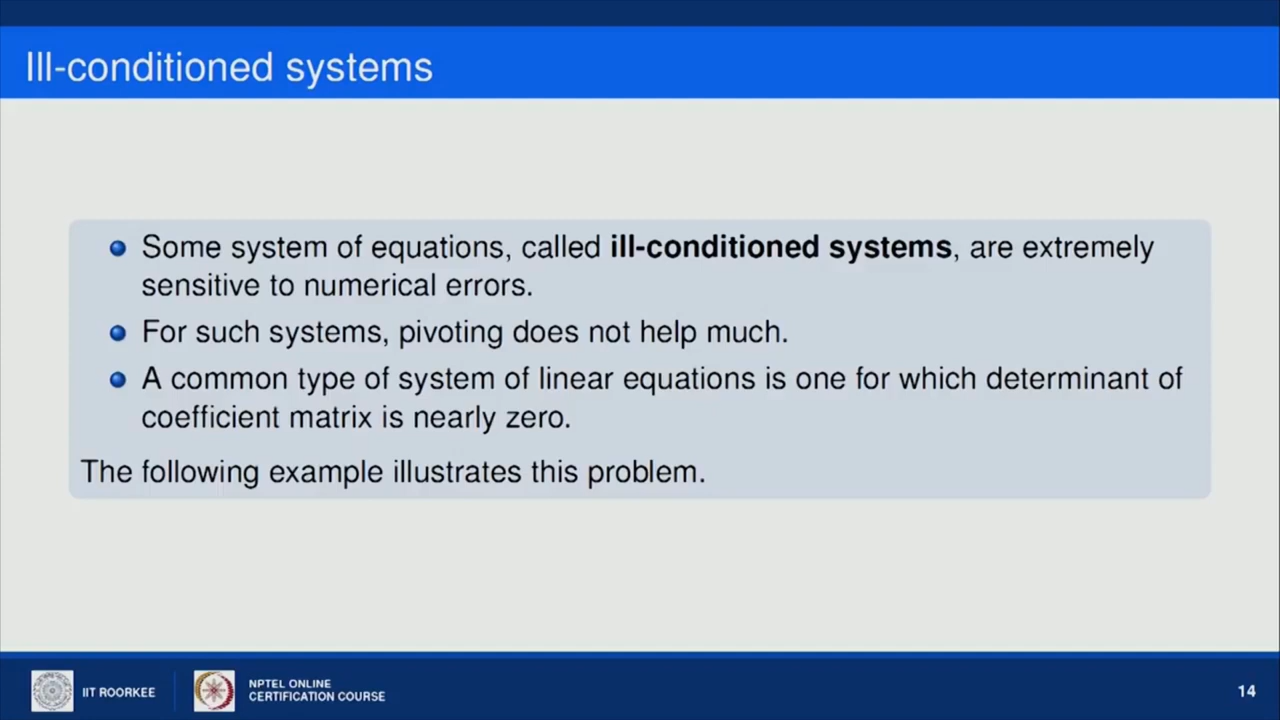 Ill-conditioned systems
Some system of equations, called ill-conditioned systems, are extremely
sensitive to numerical errors.
For such systems, pivoting does not help much.
A common type of system of linear equations is one for which determinant of
coefficient matrix is nearly zero.
The following example illustrates this problem.
IIT ROORKEE
NPTEL ONLINE
CERTIFICATION COURSE
14